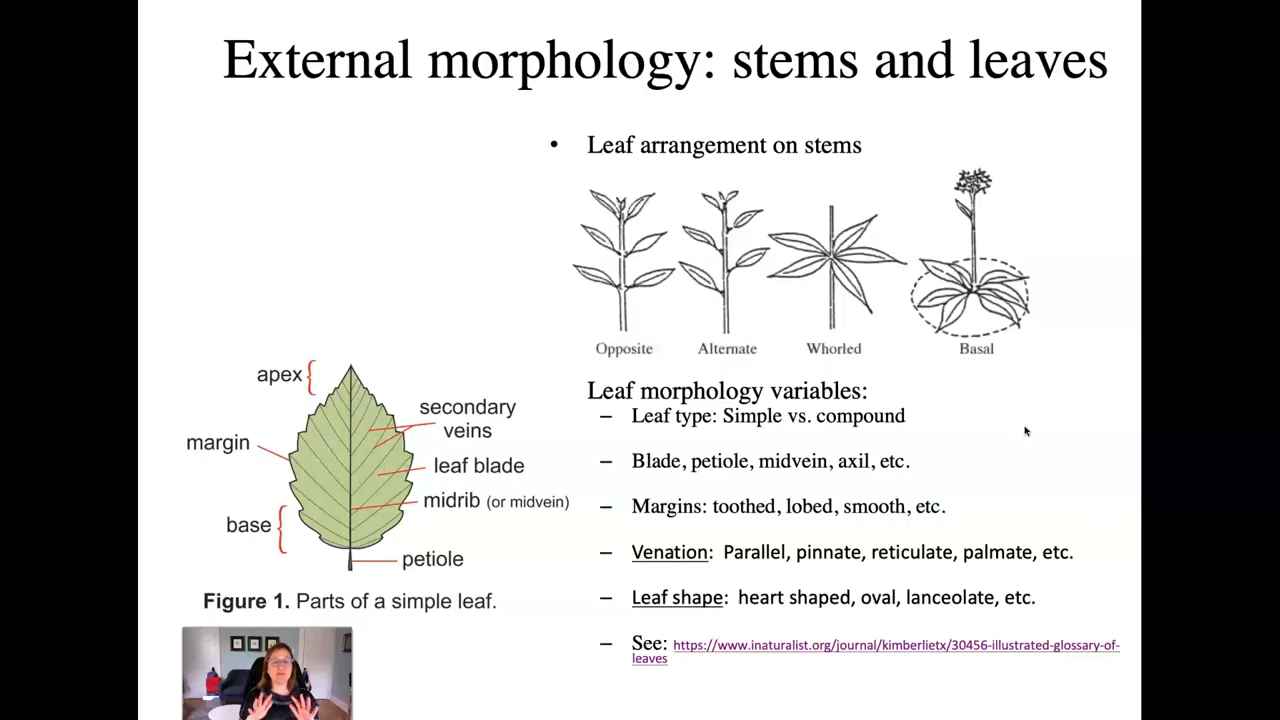 External morphology: stems and leaves
• Leaf arrangement on stems
Opposite
Alternate
Whorled
Basal
Leaf morphology variables:
– Leaf type: Simple vs. compound
– Blade, petiole, midvein, axil, etc.
– Margins: toothed, lobed, smooth, etc.
– Venation: Parallel, pinnate, reticulate, palmate, etc.
– Leaf shape: heart shaped, oval, lanceolate, etc.
– See: https://www.inaturalist.org/journal/kimberlietx/30456-illustrated-glossary-of-
leaves
apex
secondary
veins
margin
leaf blade
midrib (or midvein)
base
petiole
Figure 1. Parts of a simple leaf.